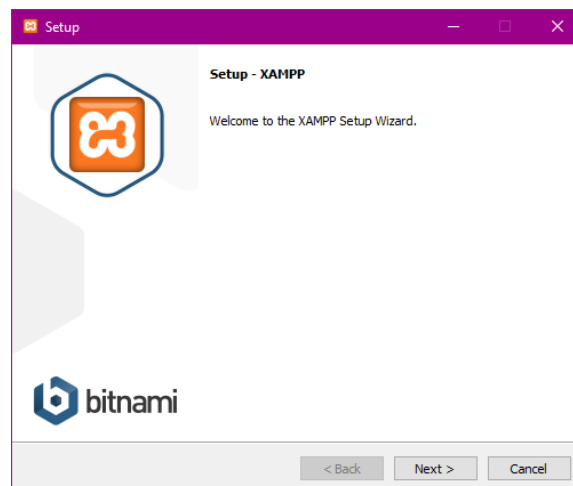 Setup
Setup - XAMPP
Welcome to the XAMPP Setup Wizard.
bitnami
< Back
Next >
Cancel